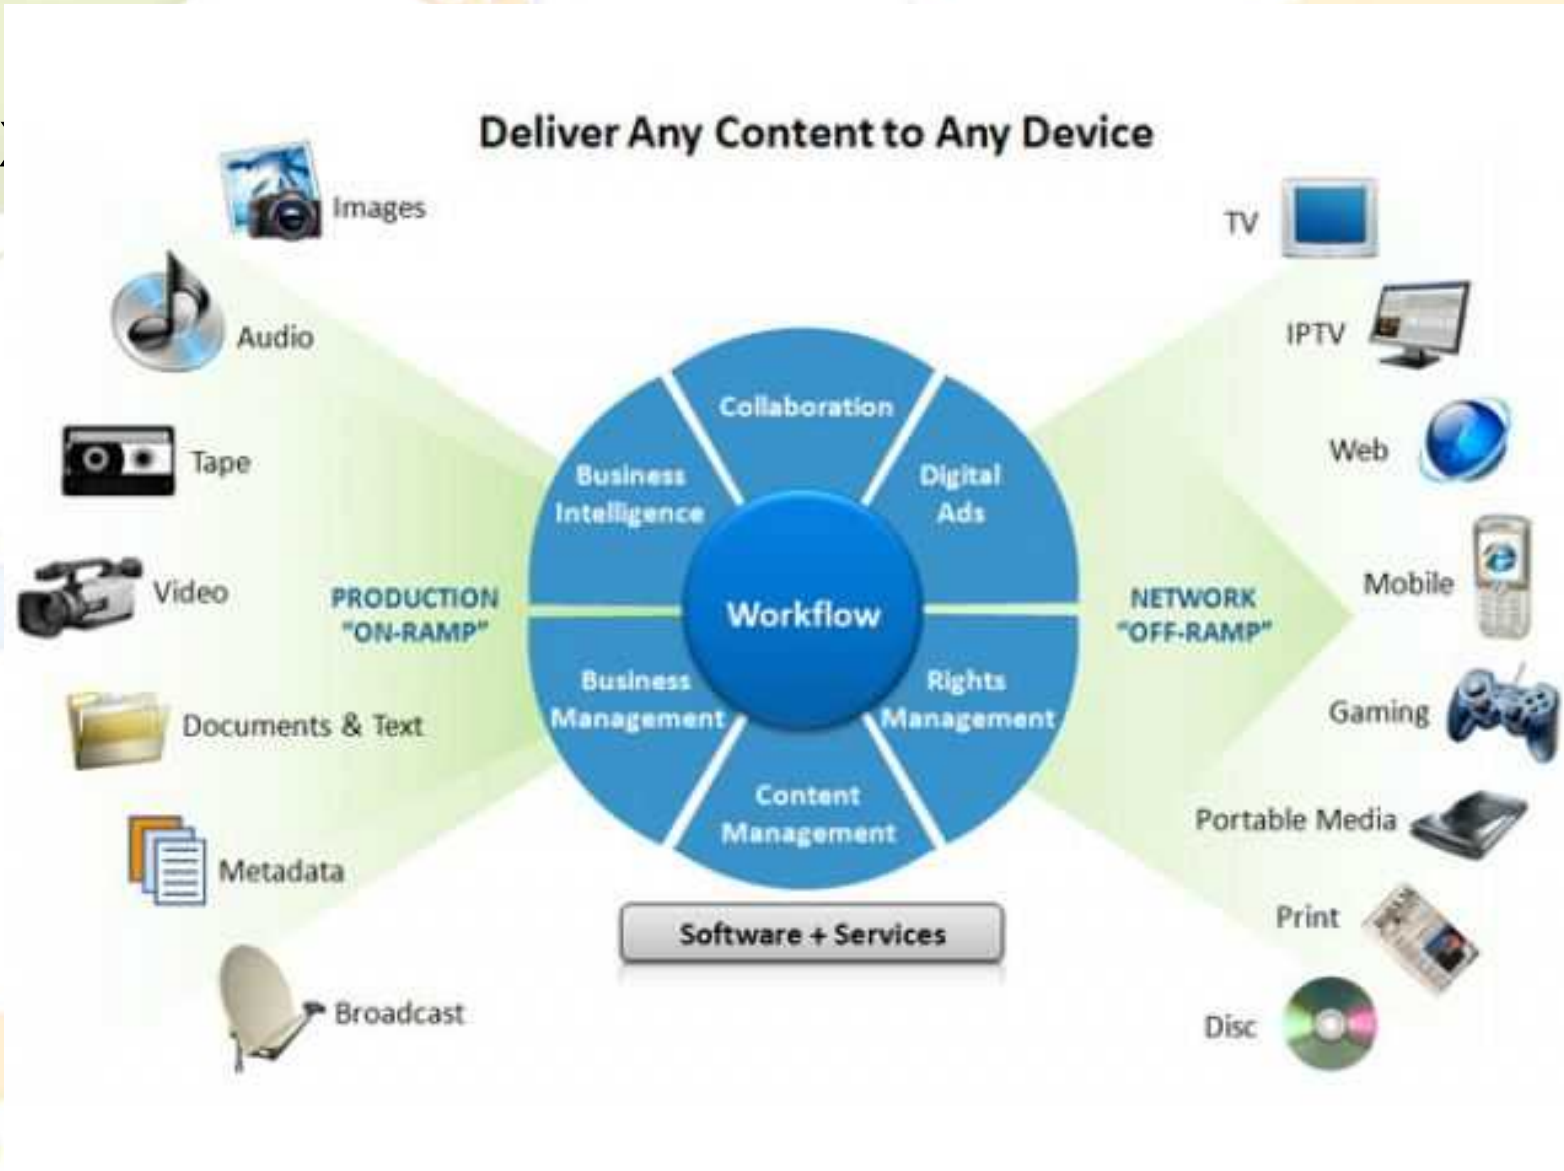 Deliver Any Content to Any Device
Images
Audio
Tape
Video
Documents & Text
Metadata
Broadcast
PRODUCTION
"ON-RAMP"
Collaboration
Business
Intelligence
Digital
Ads
Workflow
Business
Management
Rights
Management
Content
Management
Software + Services
NETWORK
"OFF-RAMP"
TV
IPTV
Web
Mobile
Gaming
Portable Media
Print
Disc